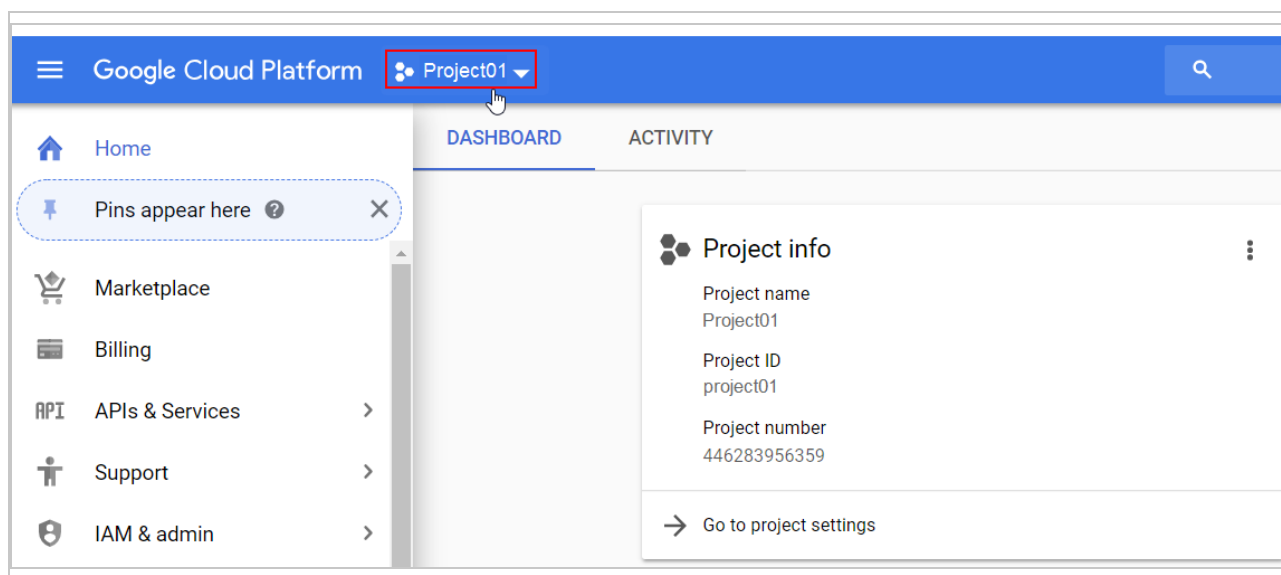 Google Cloud Platform Project01
Home
Pins appear here
Marketplace
Billing
API APIs & Services
Support
IAM & admin
DASHBOARD ACTIVITY
Project info
Project name
Project01
Project ID
project01
Project number
446283956359
Go to project settings